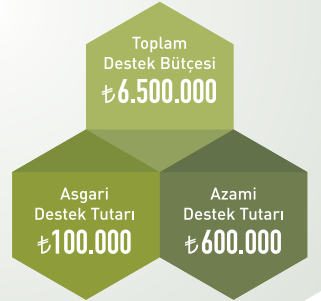 Toplam
Destek Bütçesi
₺6.500.000
Asgari
Destek Tutarı
₺100.000
Azami
Destek Tutarı
₺600.000